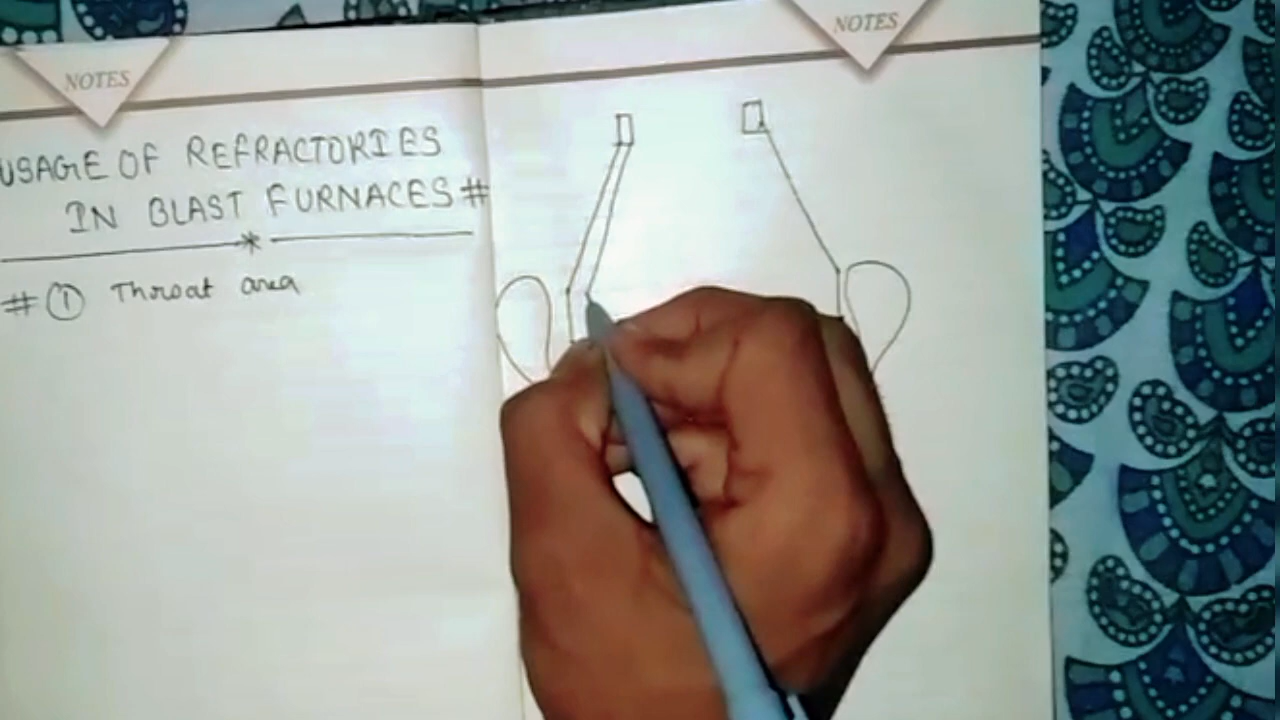 NOTES
NOTES
USAGE OF REFRACTORIES
IN BLAST FURNACES #
# ① Throat area